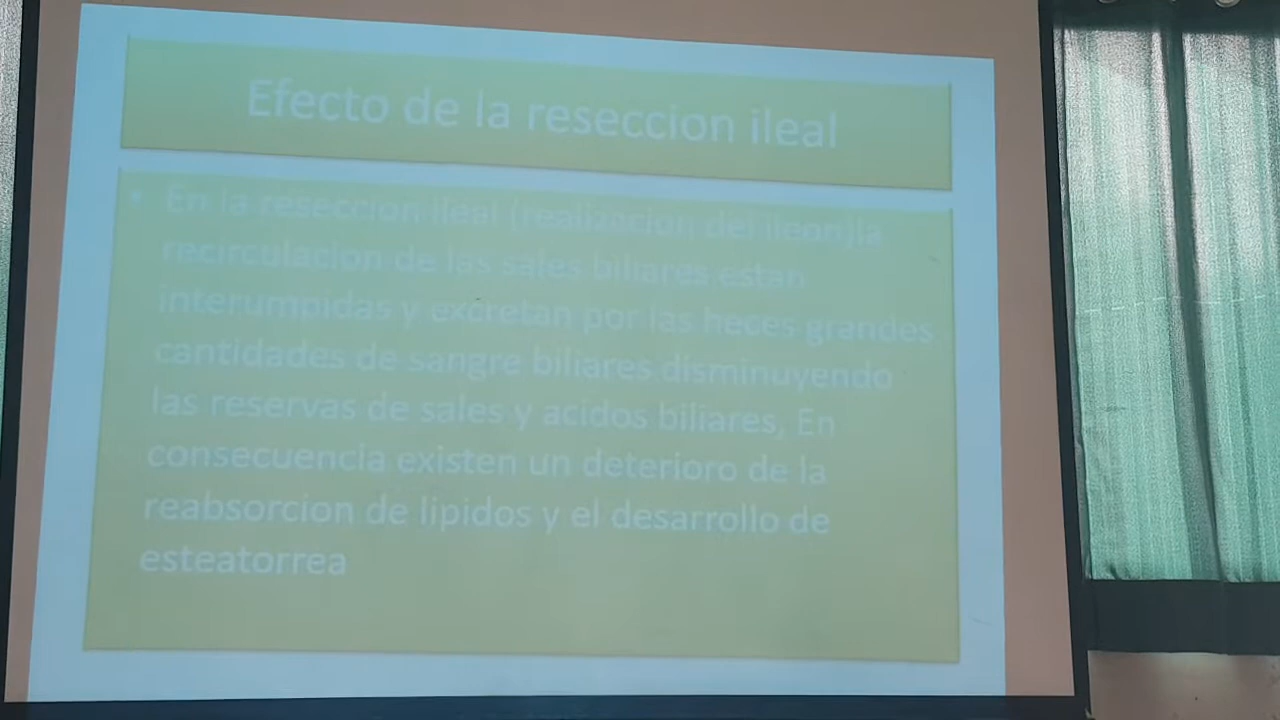 Efecto de la reseccion ileal
• En la reseccion ileal (realizacion del ileon)la
recirculacion de las sales biliares estan
interumpidas y excretan por las heces grandes
cantidades de sangre biliares disminuyendo
las reservas de sales y acidos biliares, En
consecuencia existen un deterioro de la
reabsorcion de lipidos y el desarrollo de
esteatorrea